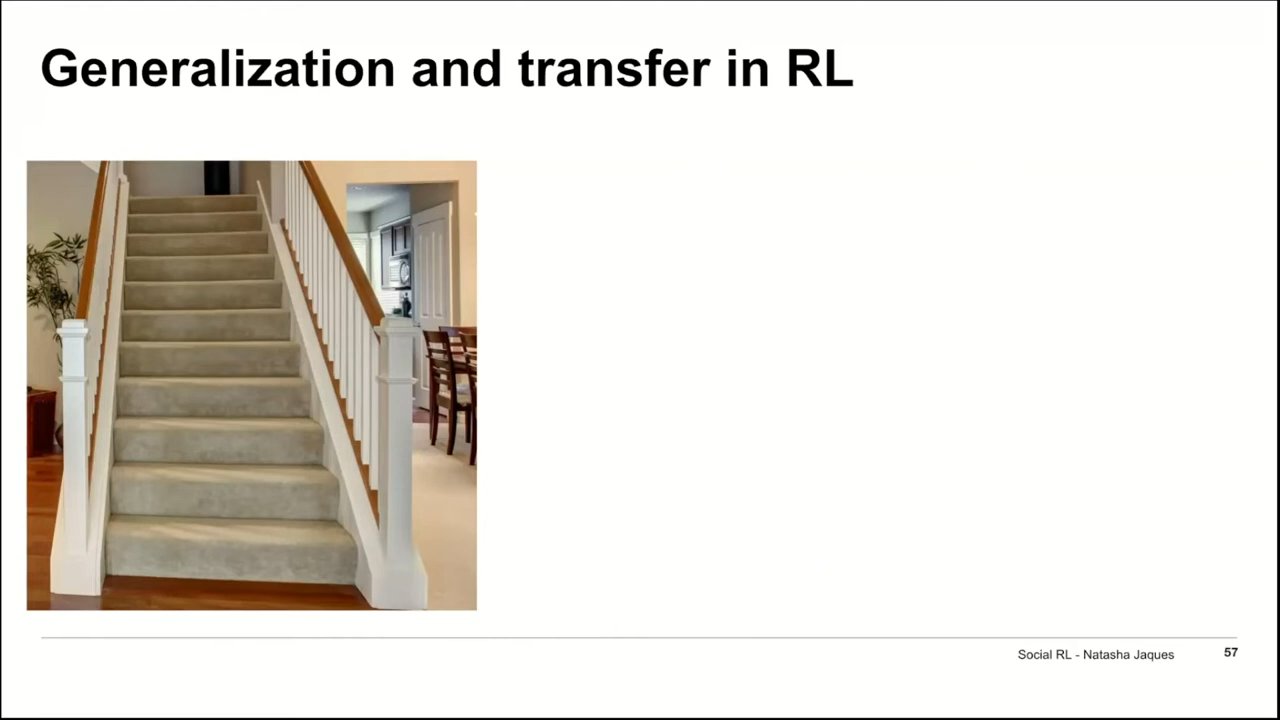 Generalization and transfer in RL
Social RL - Natasha Jaques
57